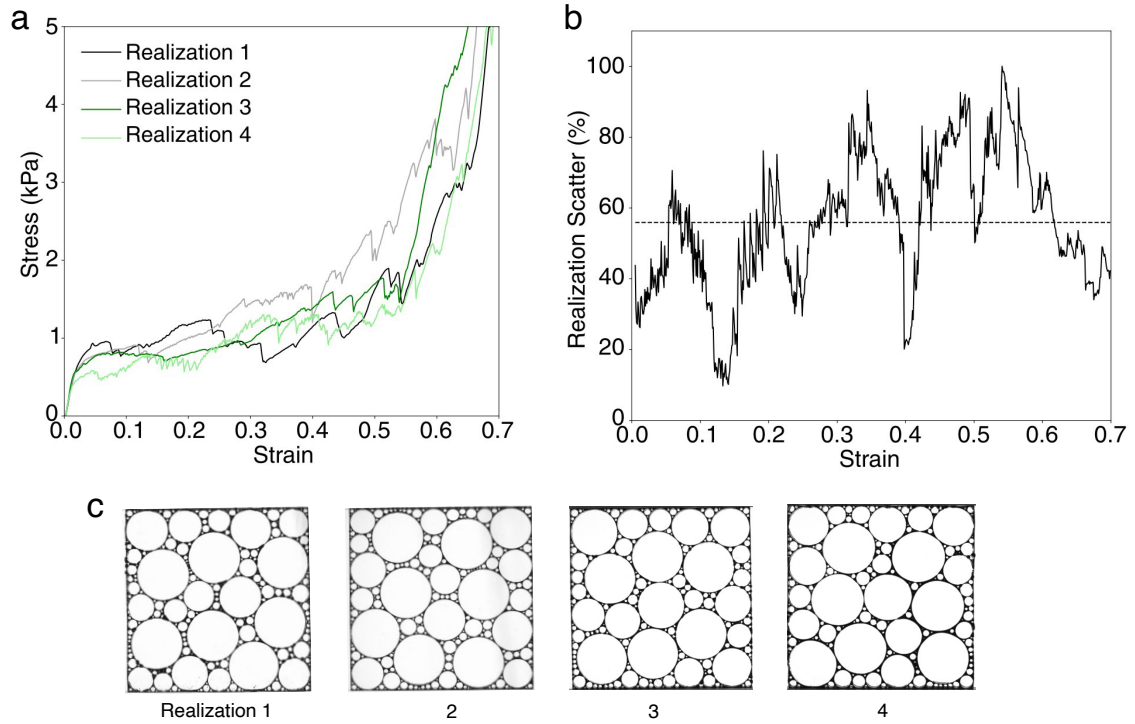 a
5
4
3
2
1
0
Stress (kPa)
Realization 1
Realization 2
Realization 3
Realization 4
0.0 0.1 0.2 0.3 0.4 0.5 0.6 0.7
Strain
b
100
80
60
40
20
0
Realization Scatter (%)
0.0 0.1 0.2 0.3 0.4 0.5 0.6 0.7
Strain
c
Realization 1 2 3 4